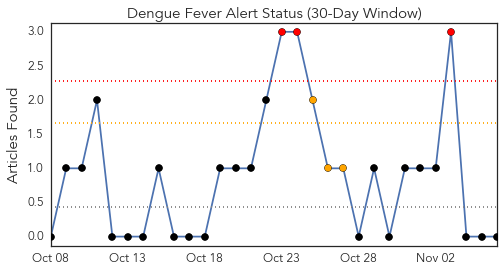 Dengue Fever Alert Status (30-Day Window)
3.0
2.5
2.0
1.5
1.0
0.5
0.0
Articles Found
Oct 08 Oct 13 Oct 18 Oct 23 Oct 28 Nov 02